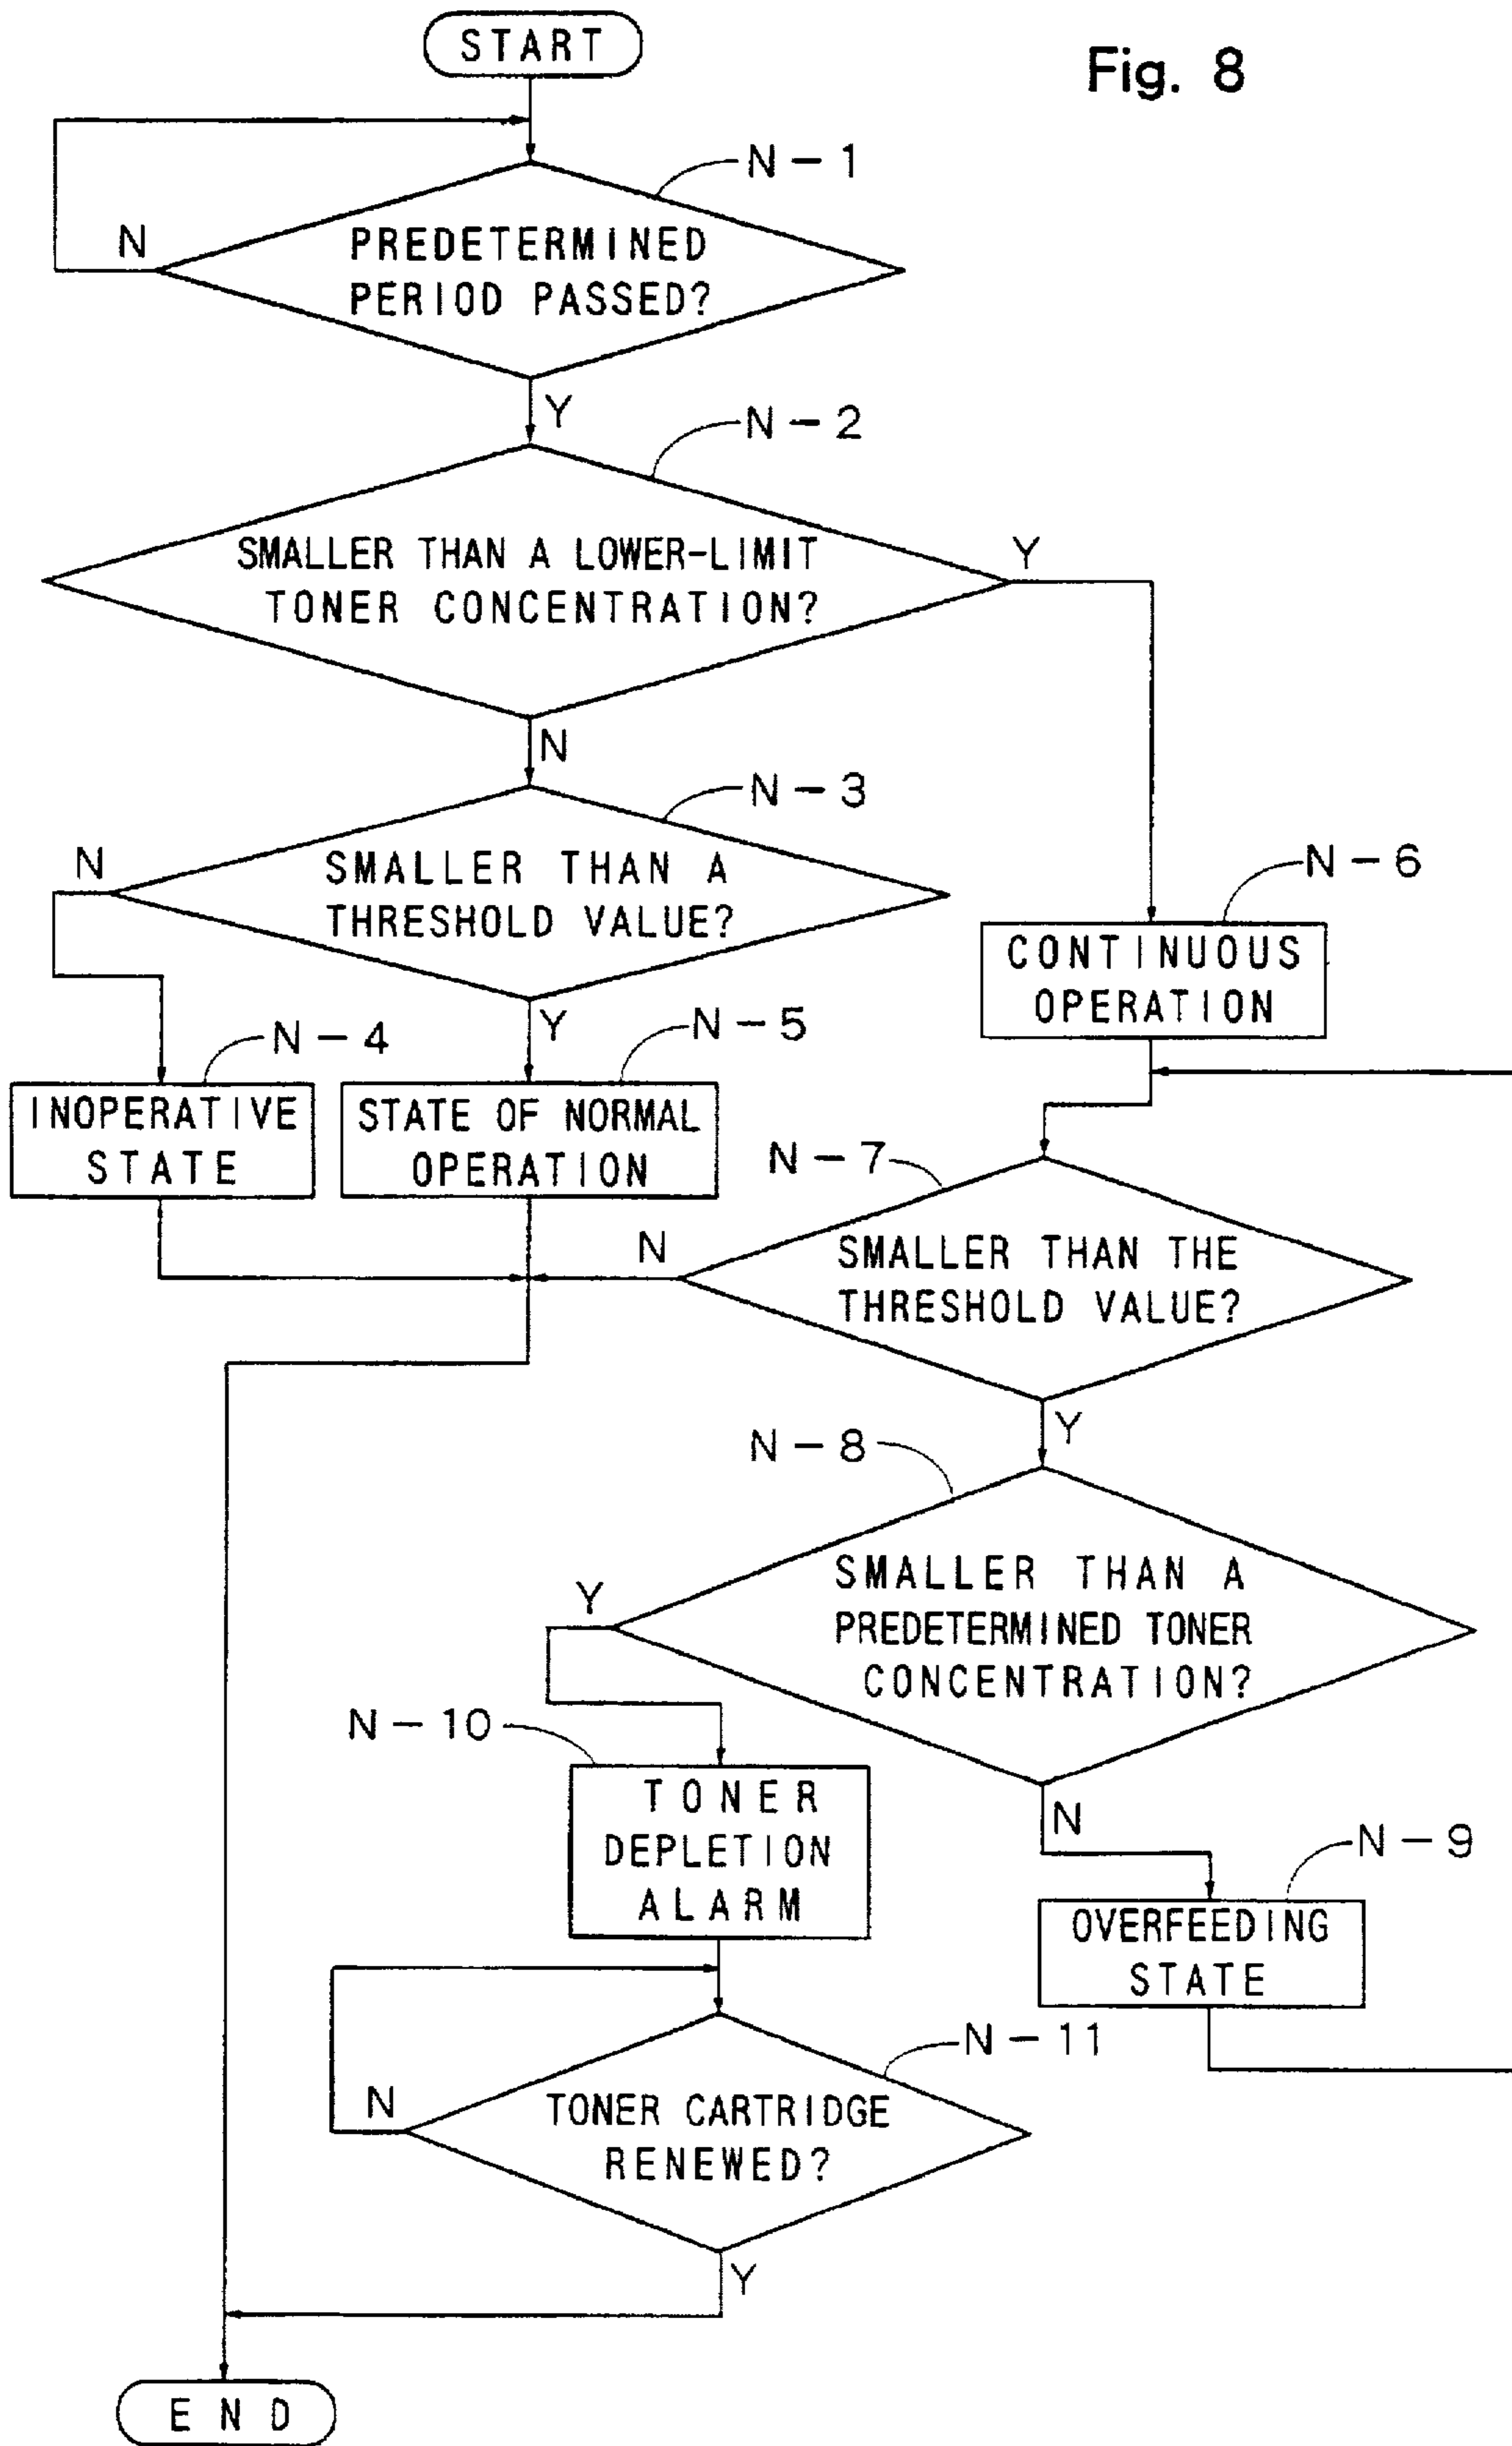 START
Fig. 8
N-1
N
PREDETERMINED
PERIOD PASSED?
Y
N-2
SMALLER THAN A LOWER-LIMIT
TONER CONCENTRATION?
Y
N
N-3
N
SMALLER THAN A
THRESHOLD VALUE?
N-6
CONTINUOUS
OPERATION
Y
N-4
N-5
INOPERATIVE
STATE
STATE OF NORMAL
OPERATION
N-7
N
SMALLER THAN THE
THRESHOLD VALUE?
Y
N-8
Y
SMALLER THAN A
PREDETERMINED TONER
CONCENTRATION?
N-10
TONER
DEPLETION
ALARM
N
N-9
OVERFEEDING
STATE
N-11
N
TONER CARTRIDGE
RENEWED?
Y
END